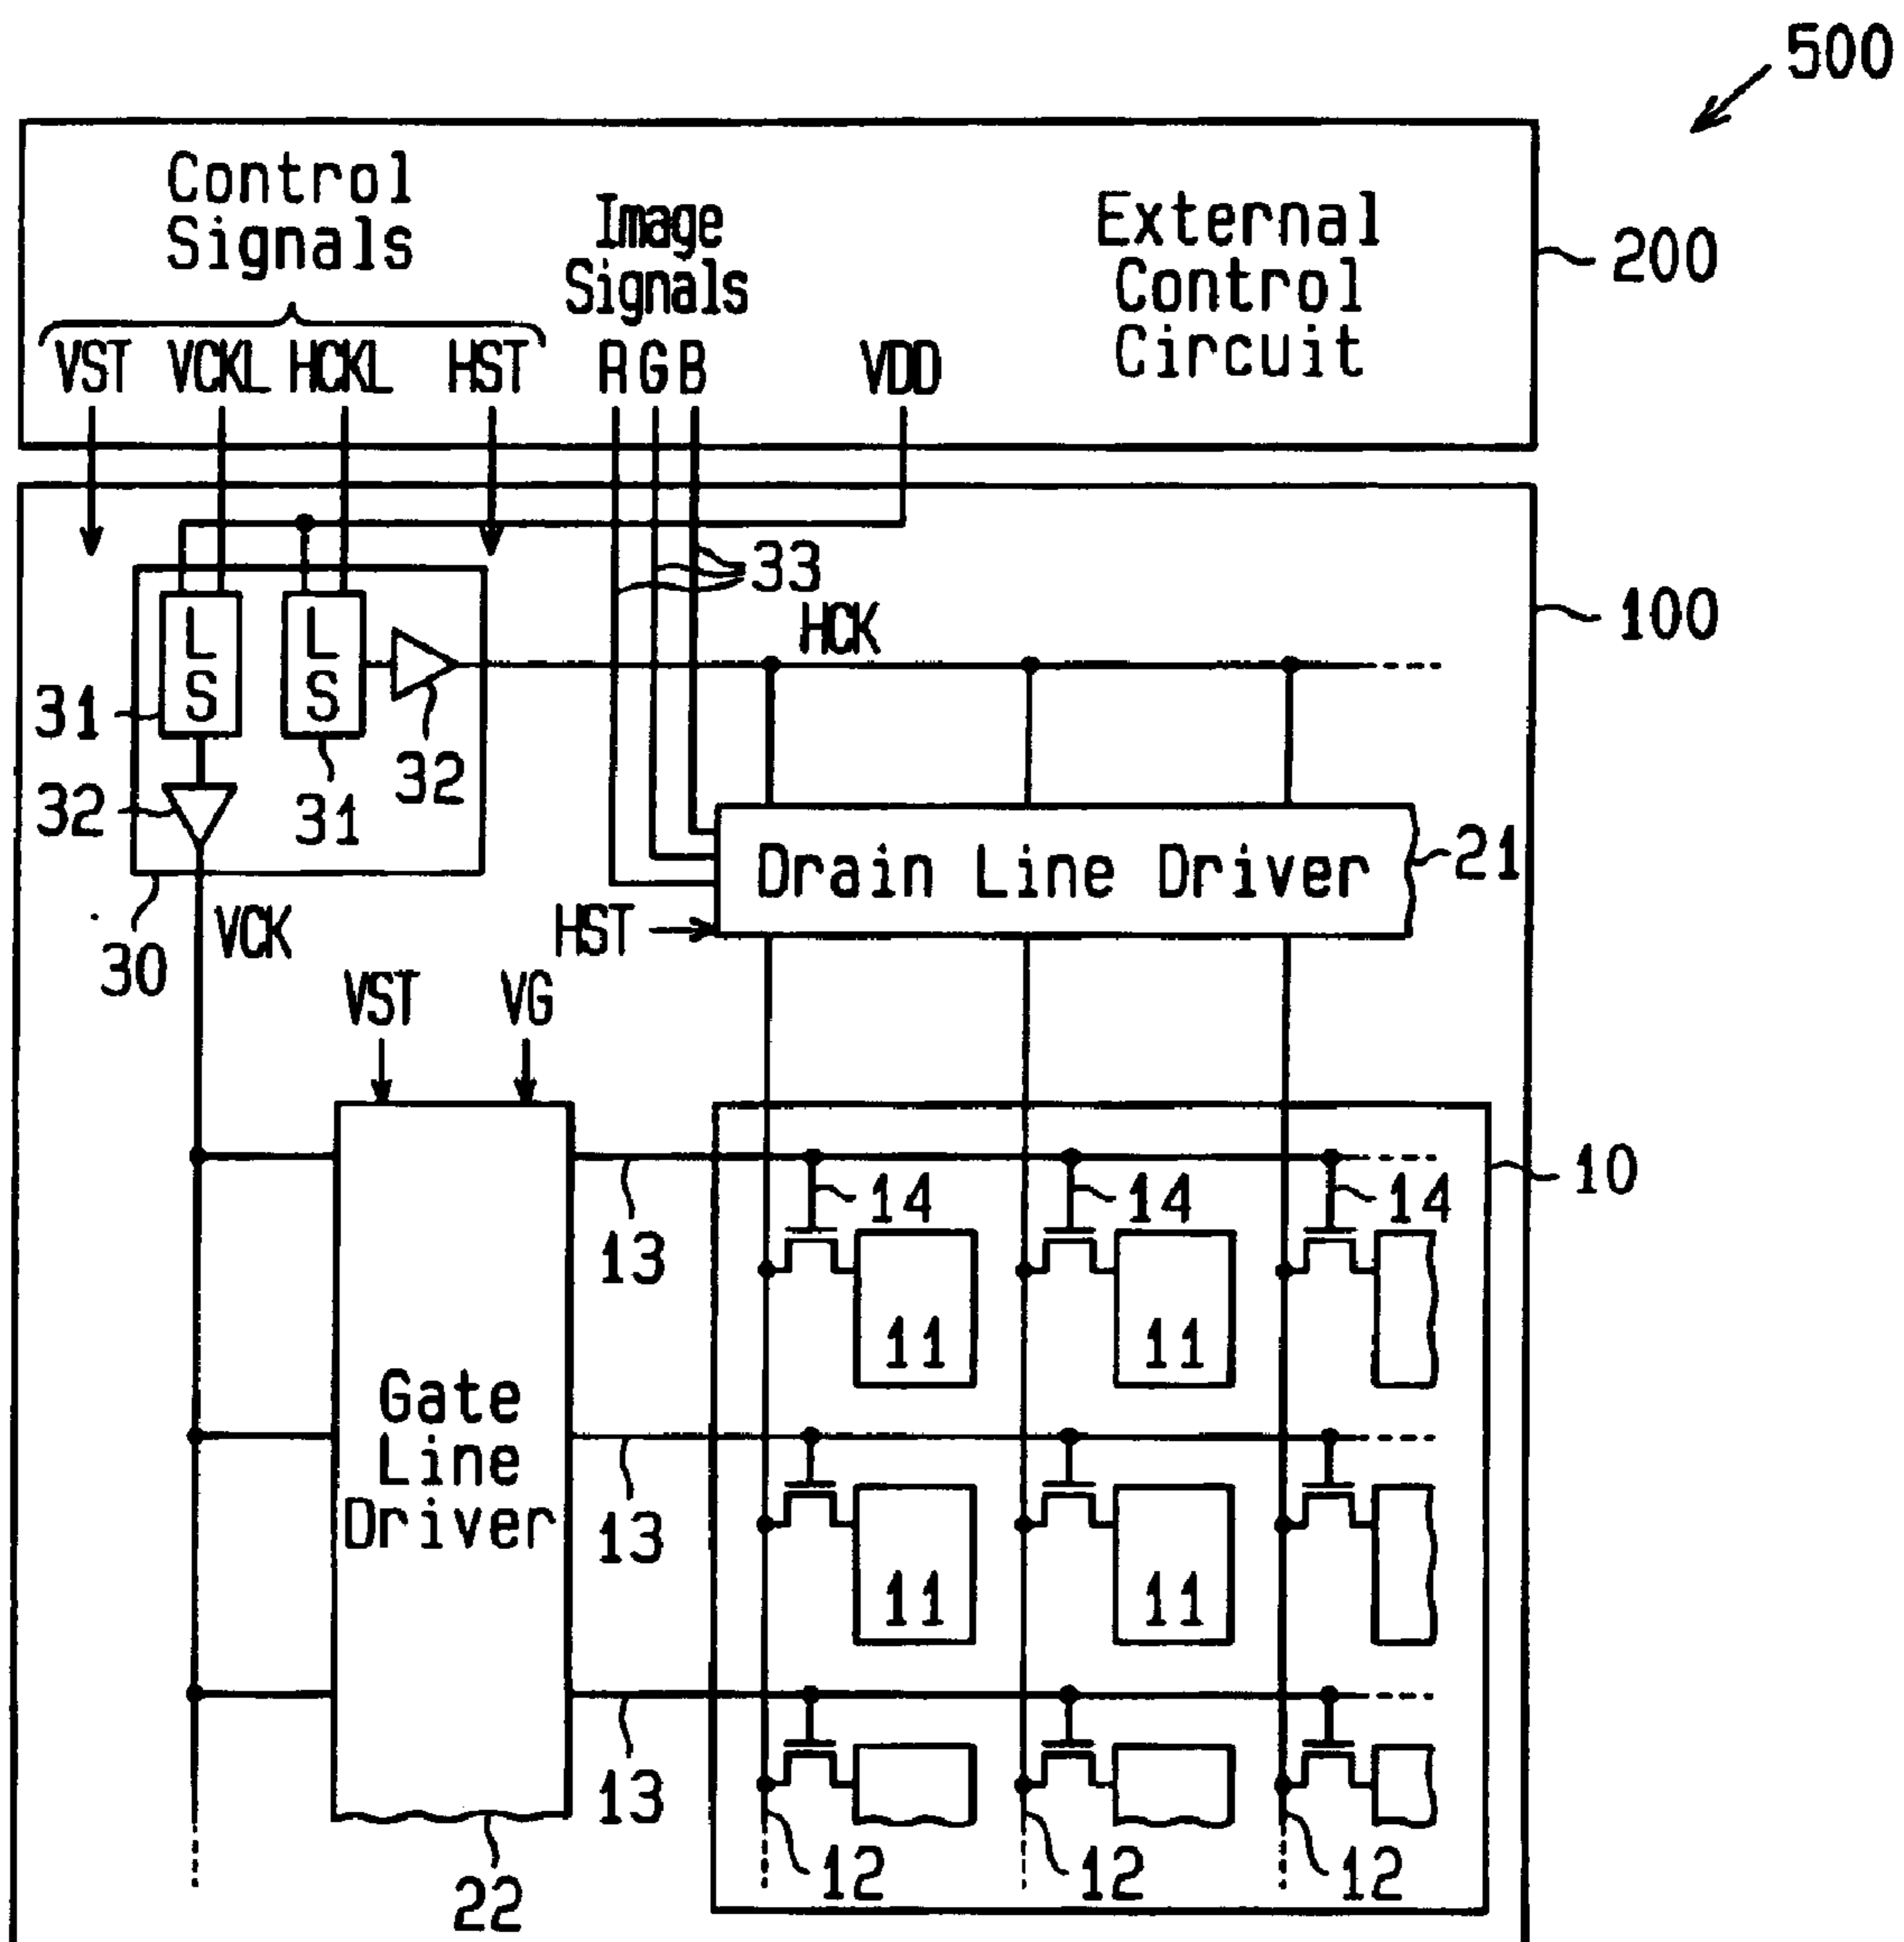 500
Control
Signals
Image
Signals
External
Control
Circuit
200
VST VCKL HCKL HST R G B VDD
33
100
HCK
L
S
L
S
31
32
32
31
Drain Line Driver
21
HST
VCK
30
VST VG
10
14 14 14
13
11 11
Gate
Line
Driver
13
11 11
13
12 12 12
22